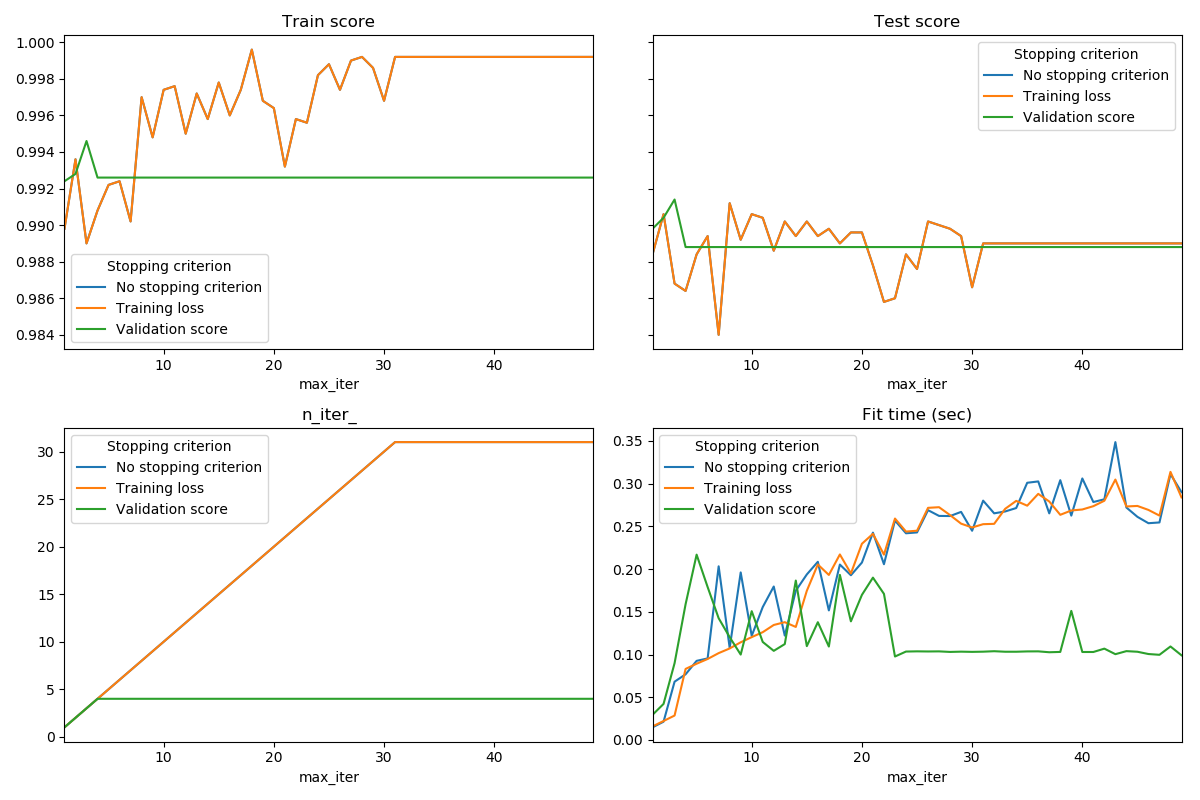 Train score
1.000
0.998
0.996
0.994
0.992
0.990
0.988
0.986
0.984
Stopping criterion
No stopping criterion
Training loss
Validation score
10 20 30 40
max_iter
Test score
Stopping criterion
No stopping criterion
Training loss
Validation score
10 20 30 40
max_iter
n_iter_
30
25
20
15
10
5
0
Stopping criterion
No stopping criterion
Training loss
Validation score
10 20 30 40
max_iter
Fit time (sec)
0.35
0.30
0.25
0.20
0.15
0.10
0.05
0.00
Stopping criterion
No stopping criterion
Training loss
Validation score
10 20 30 40
max_iter